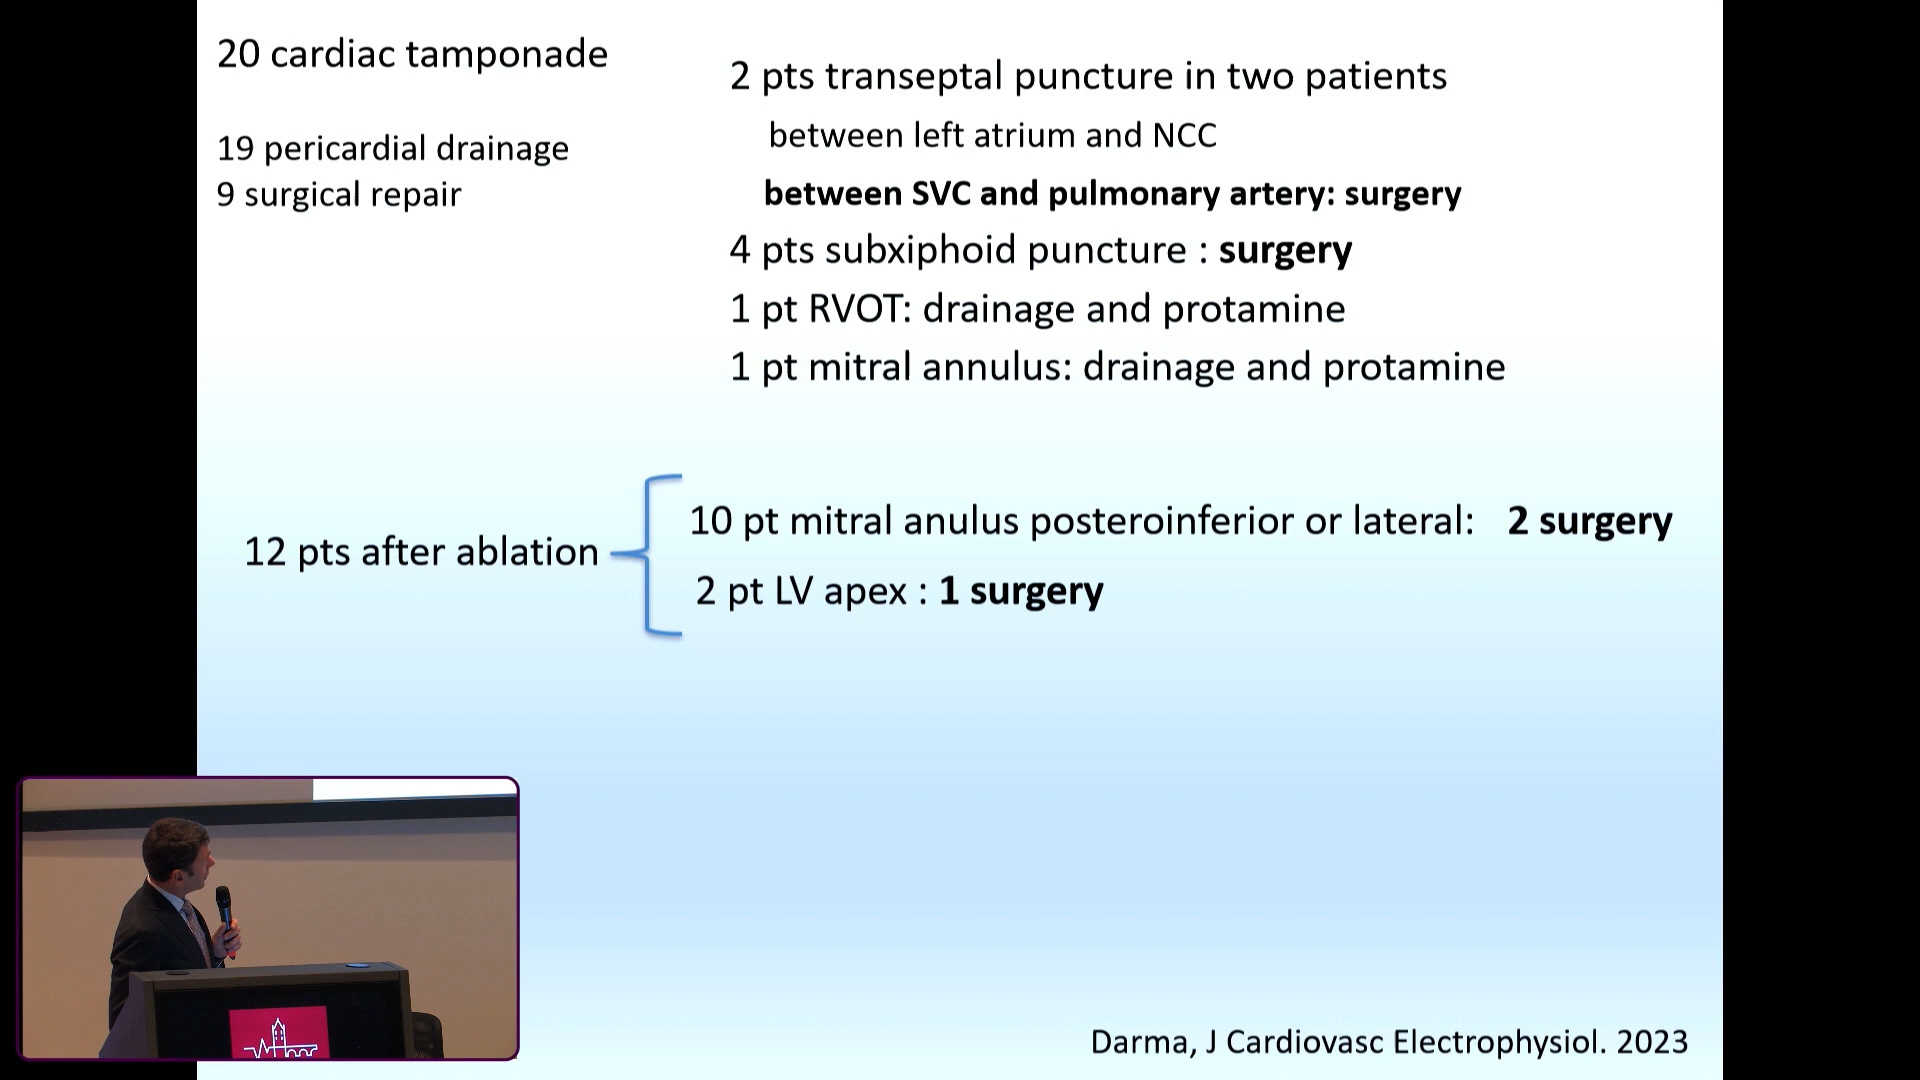 20 cardiac tamponade
19 pericardial drainage
9 surgical repair
2 pts transeptal puncture in two patients
between left atrium and NCC
between SVC and pulmonary artery: surgery
4 pts subxiphoid puncture : surgery
1 pt RVOT: drainage and protamine
1 pt mitral annulus: drainage and protamine
12 pts after ablation
10 pt mitral anulus posteroinferior or lateral: 2 surgery
2 pt LV apex : 1 surgery
Darma, J Cardiovasc Electrophysiol. 2023